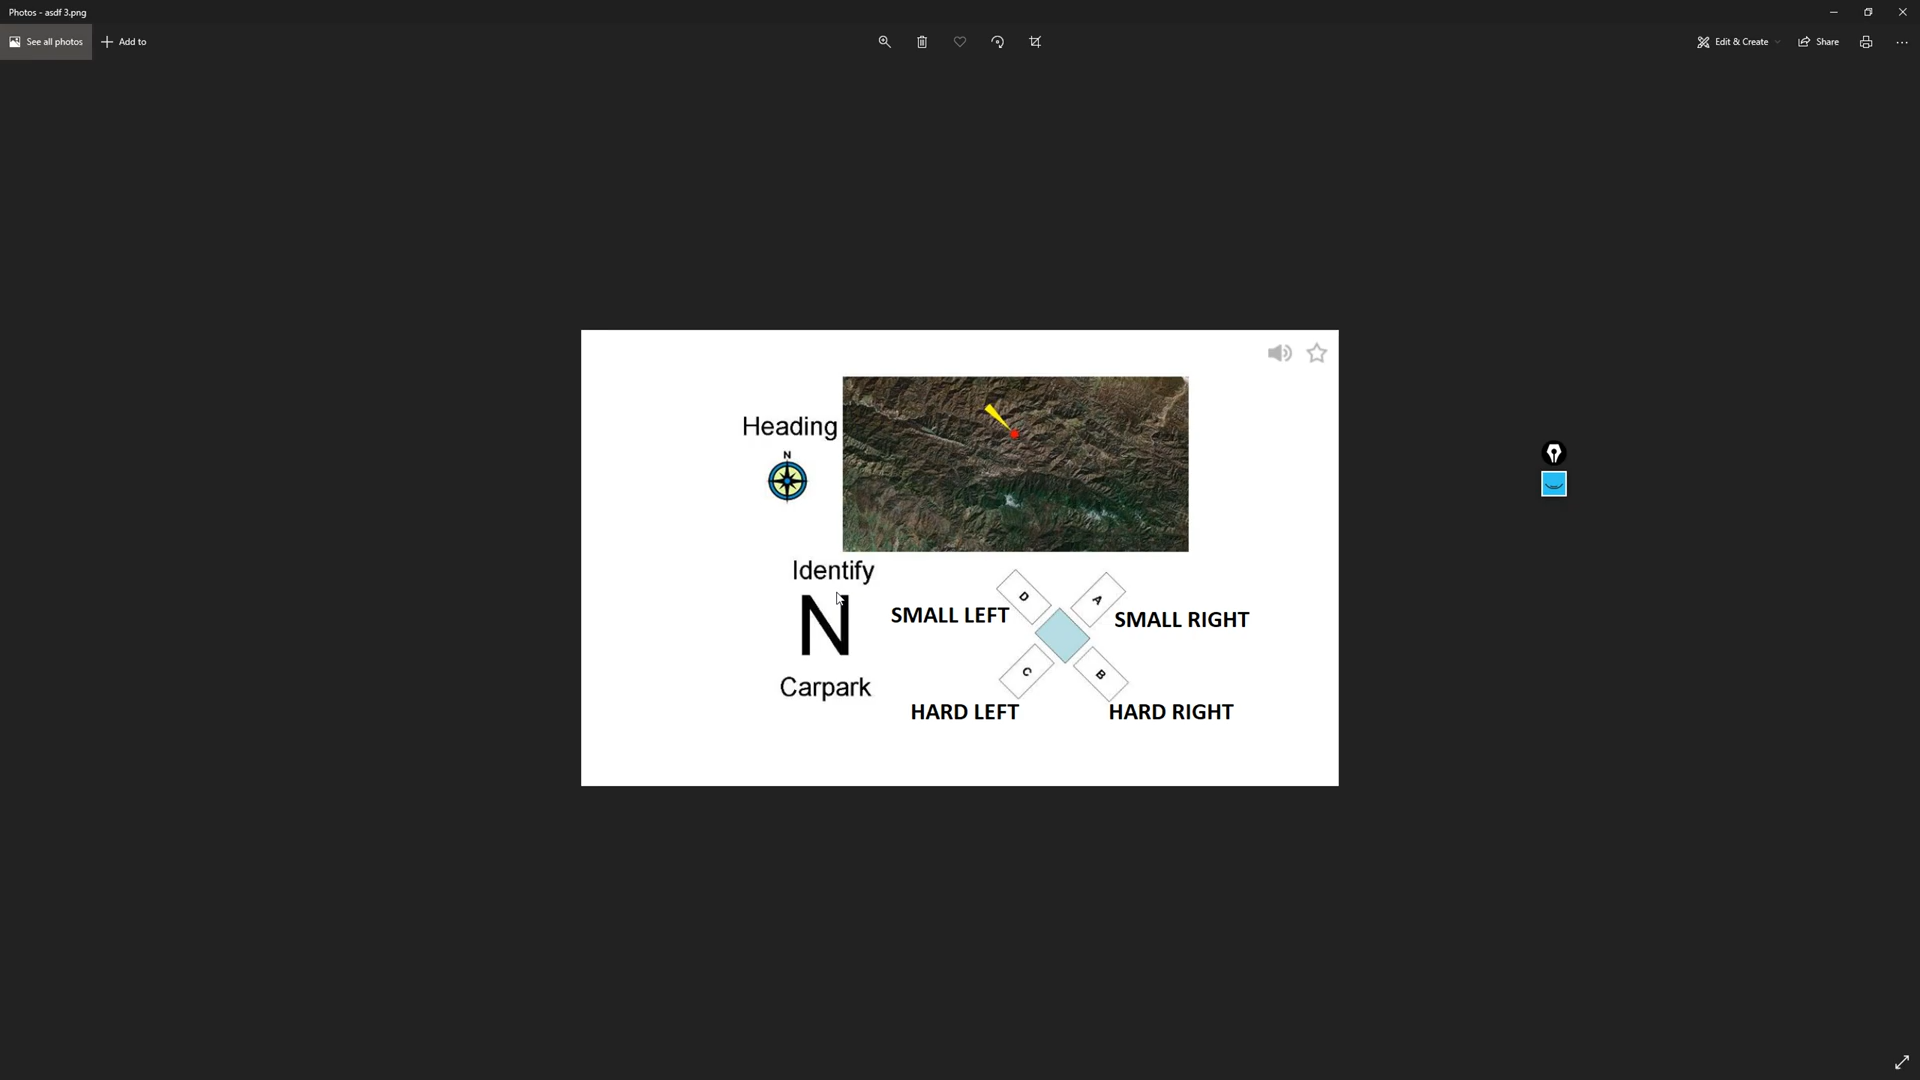 Photos - asdf 3.png
See all photos
Add to
Edit & Create
Share
Heading
N
Identify
N
Carpark
D
A
SMALL LEFT
SMALL RIGHT
C
B
HARD LEFT
HARD RIGHT